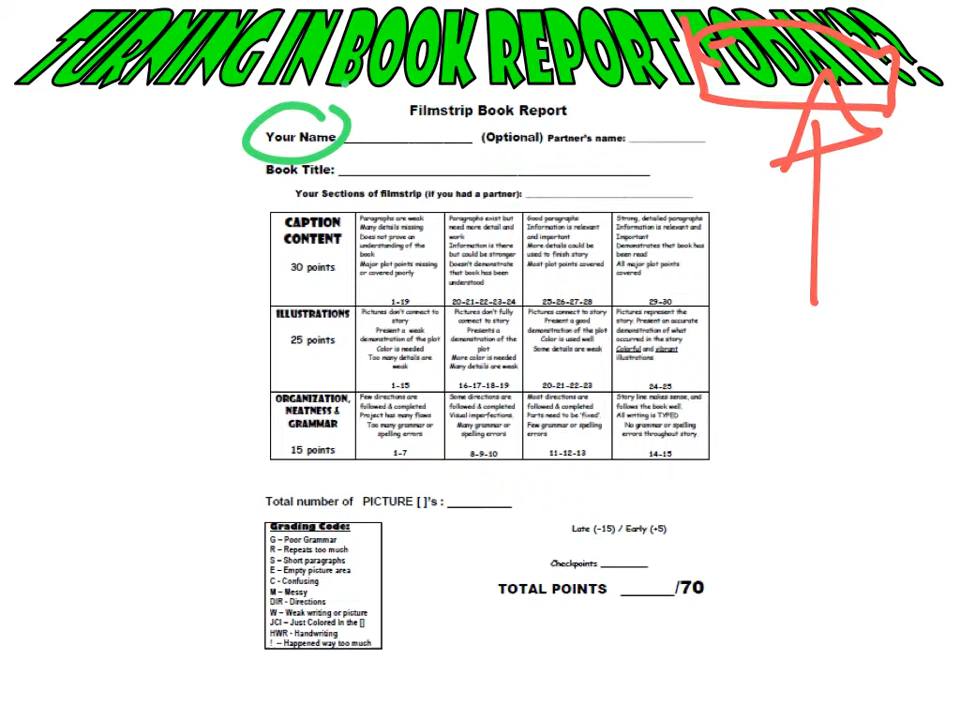 TURNING IN BOOK REPORT TODAY??.
Filmstrip Book Report
Your Name ____________________ (Optional) Partner's name: ______________
Book Title: ________________________________________________
Your Sections of filmstrip (if you had a partner): ______________________________
CAPTION CONTENT
30 points
Paragraphs are weak
Many details missing
Does not prove an
understanding of the
book
Major plot points missing
or covered poorly
1-19
Paragraphs exist but
need more detail and
work
Information is there
but could be stronger
Doesn't demonstrate
that book has been
understood
20-21-22-23-24
Good paragraphs
Information is relevant
and important
More details could be
used to finish story
Most plot points covered
25-26-27-28
Strong, detailed paragraphs
Information is relevant and
Important
Demonstrates that book has
been read
All major plot points
covered
29-30
ILLUSTRATIONS
25 points
Pictures don't connect to
story
Present a weak
demonstration of the plot
Color is needed
Too many details are
weak
1-15
Pictures don't fully
connect to story
Presents a
demonstration of the
plot
More color is needed
Many details are weak
16-17-18-19
Pictures connect to story
Present a good
demonstration of the plot
Color is used well
Some details are weak
20-21-22-23
Pictures represent the
story. Present an accurate
demonstration of what
occurred in the story
Colorful and vibrant
illustrations
24-25
ORGANIZATION,
NEATNESS &
GRAMMAR
15 points
Few directions are
followed & completed
Project has many flaws
Too many grammar or
spelling errors
1-7
Some directions are
followed & completed
Visual imperfections.
Many grammar or
spelling errors
8-9-10
Most directions are
followed & completed
Parts need to be 'fixed'.
Few grammar or spelling
errors
11-12-13
Story line makes sense, and
follows the book well.
All writing is TYPED
No grammar or spelling
errors throughout story
14-15
Total number of PICTURE [ ]'s : __________
Grading Code:
G – Poor Grammar
R – Repeats too much
S – Short paragraphs
E – Empty picture area
C - Confusing
M – Messy
DIR - Directions
W – Weak writing or picture
JCI – Just Colored In the []
HWR - Handwriting
! – Happened way too much
Late (-15) / Early (+5)
Checkpoints _________
TOTAL POINTS ______/70